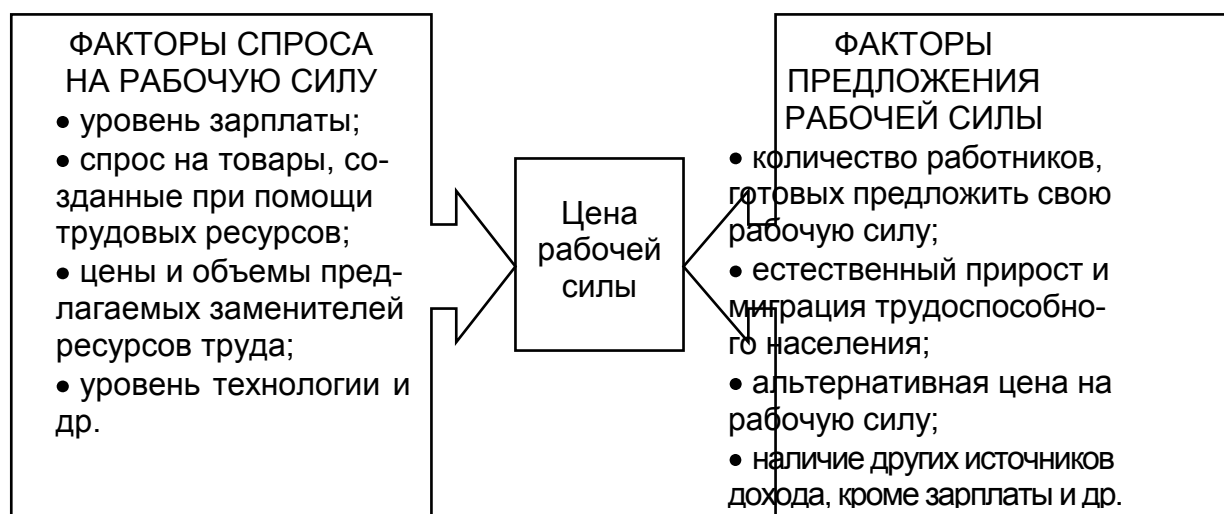 ФАКТОРЫ СПРОСА
НА РАБОЧУЮ СИЛУ
• уровень зарплаты;
• спрос на товары, со-
зданные при помощи
трудовых ресурсов;
• цены и объемы пред-
лагаемых заменителей
ресурсов труда;
• уровень технологии и
др.
Цена
рабочей
силы
ФАКТОРЫ
ПРЕДЛОЖЕНИЯ
РАБОЧЕЙ СИЛЫ
• количество работников,
готовых предложить свою
рабочую силу;
• естественный прирост и
миграция трудоспособно-
го населения;
• альтернативная цена на
рабочую силу;
• наличие других источников
дохода, кроме зарплаты и др.